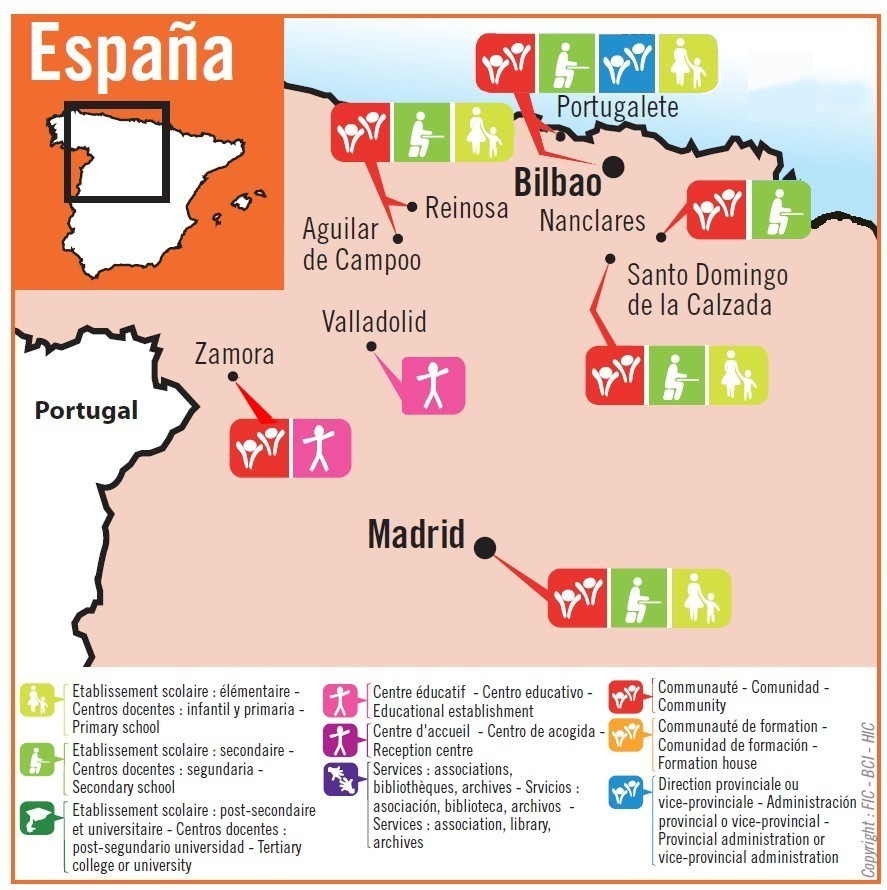 España
Portugalete
Bilbao
Reinosa
Nanclares
Aguilar
de Campoo
Santo Domingo
de la Calzada
Valladolid
Zamora
Portugal
Madrid
Etablissement scolaire : élémentaire -
Centros docentes : infantil y primaria -
Primary school
Etablissement scolaire : secondaire -
Centros docentes : segundaria -
Secondary school
Etablissement scolaire : post-secondaire
et universitaire - Centros docentes :
post-segundario universidad - Tertiary
college or university
Centre éducatif - Centro educativo -
Educational establishment
Centre d'accueil - Centro de acogida -
Reception centre
Services : associations,
bibliothèques, archives - Srvicios :
asociación, biblioteca, archivos -
Services : association, library,
archives
Communauté - Comunidad -
Community
Communauté de formation -
Comunidad de formación -
Formation house
Direction provinciale ou
vice-provinciale - Administración
provincial o vice-provincial -
Provincial administration or
vice-provincial administration
Copyright : FIC - BCI - HIC